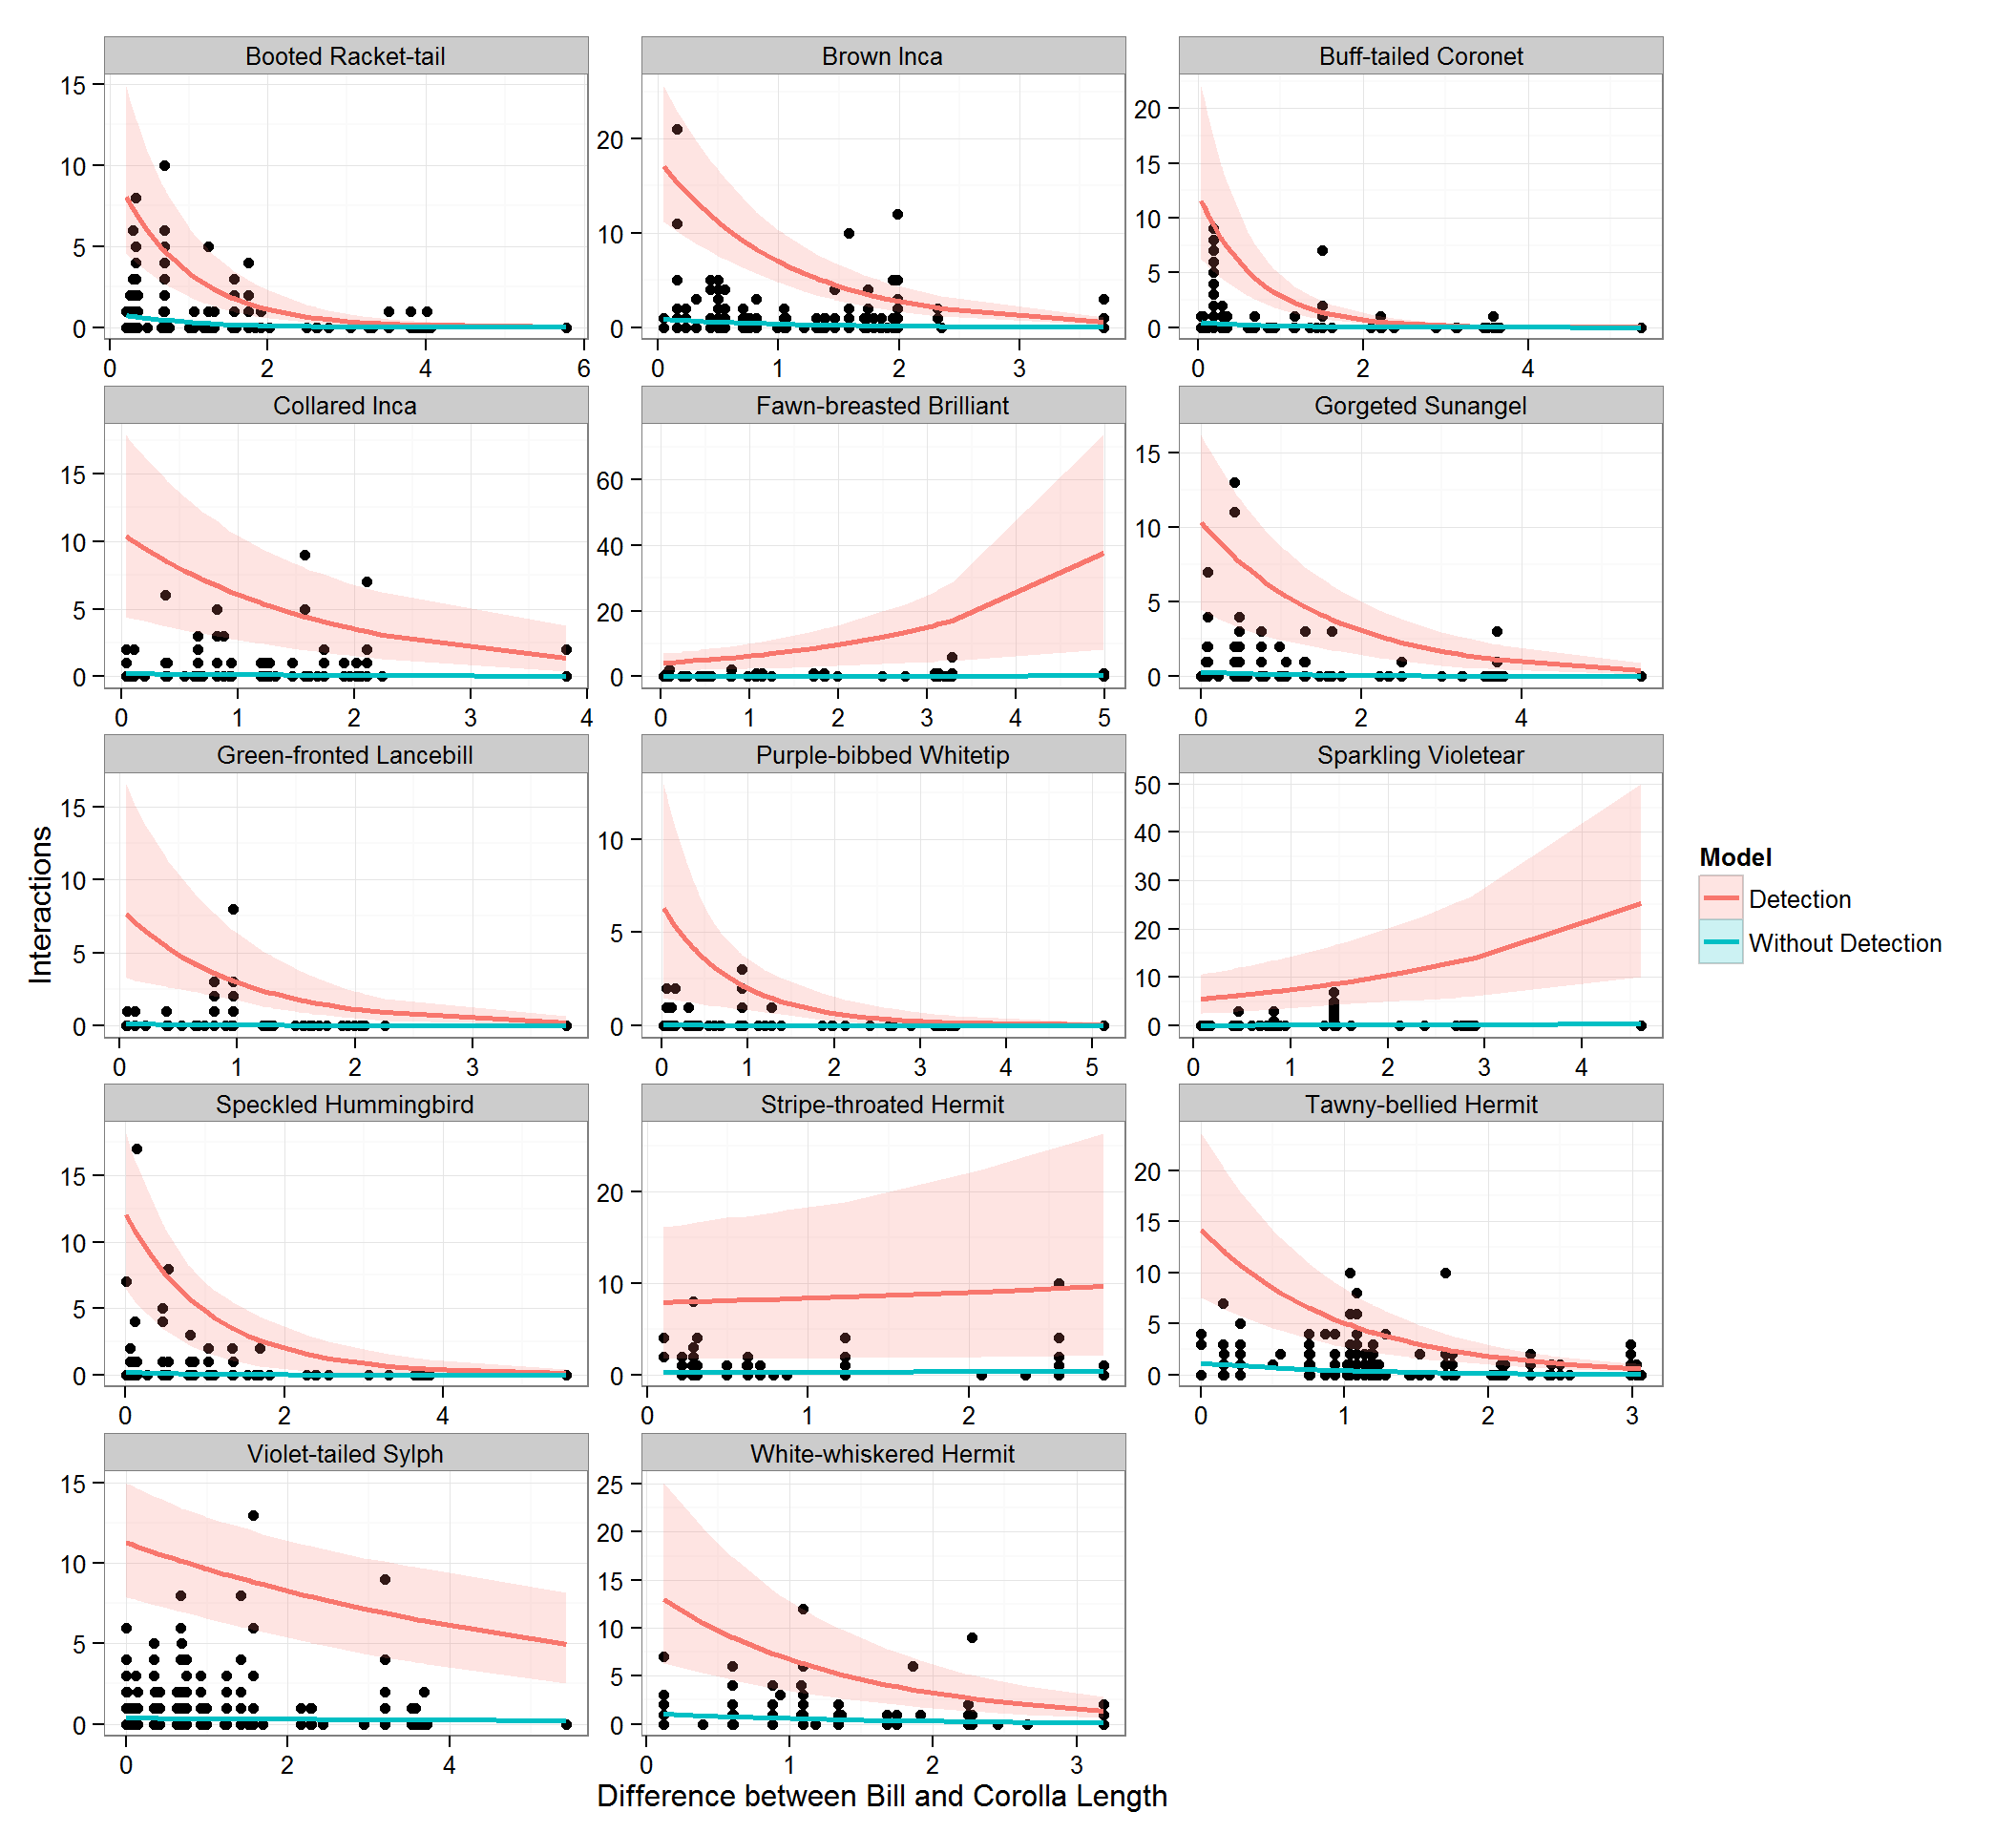 Booted Racket-tail
Brown Inca
Buff-tailed Coronet
15
10
5
0
0 2 4 6
20
10
0
0 1 2 3
20
15
10
5
0
0 2 4
Collared Inca
Fawn-breasted Brilliant
Gorgeted Sunangel
15
10
5
0
0 1 2 3 4
60
40
20
0
0 1 2 3 4 5
15
10
5
0
0 2 4
Green-fronted Lancebill
Purple-bibbed Whitetip
Sparkling Violetear
15
10
5
0
0 1 2 3
10
5
0
0 1 2 3 4 5
50
40
30
20
10
0
0 1 2 3 4
Speckled Hummingbird
Stripe-throated Hermit
Tawny-bellied Hermit
15
10
5
0
0 2 4
20
10
0
0 1 2
20
15
10
5
0
0 1 2 3
Violet-tailed Sylph
White-whiskered Hermit
15
10
5
0
0 2 4
25
20
15
10
5
0
0 1 2 3
Interactions
Difference between Bill and Corolla Length
Model
Detection
Without Detection